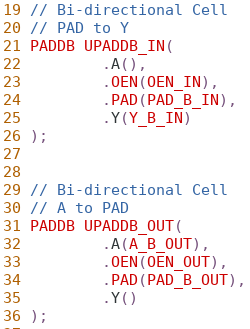 19 // Bi-directional Cell
20 // PAD to Y
21 PADDB UPADDB_IN(
22         .A(),
23         .OEN(OEN_IN),
24         .PAD(PAD_B_IN),
25         .Y(Y_B_IN)
26 );
27
28
29 // Bi-directional Cell
30 // A to PAD
31 PADDB UPADDB_OUT(
32         .A(A_B_OUT),
33         .OEN(OEN_OUT),
34         .PAD(PAD_B_OUT),
35         .Y()
36 );